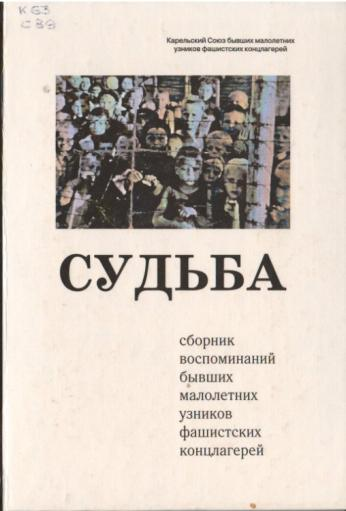 К63
С89
Карельский Союз бывших малолетних
узников фашистских концлагерей
СУДЬБА
сборник
воспоминаний
бывших
малолетних
узников
фашистских
концлагерей